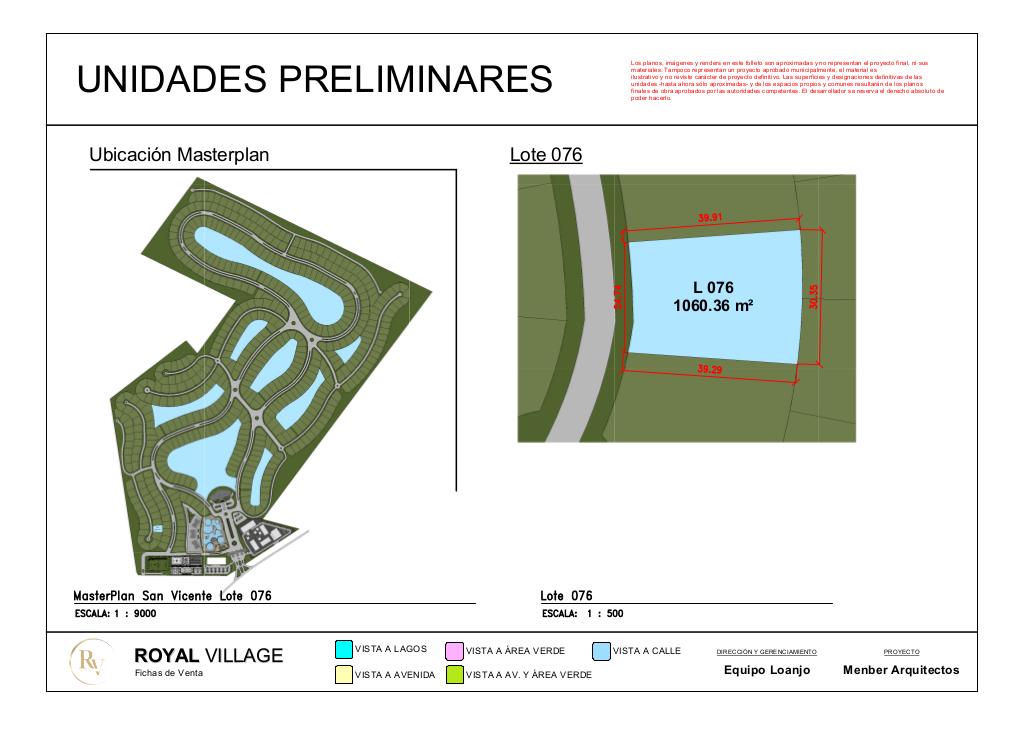 UNIDADES PRELIMINARES
Los planos, imágenes y renders en este folleto son aproximadas y no representan el proyecto final, ni sus
materiales. Tampoco representan un proyecto aprobado municipalmente, el material es
ilustrativo y no reviste carácter de proyecto definitivo. Las superficies y designaciones definitivas de las
unidades -hasta ahora sólo aproximadas- y de los espacios propios y comunes resultarán de los planos
finales de obra aprobados por las autoridades competentes. El desarrollador se reserva el derecho absoluto de
poder hacerlo.
Ubicación Masterplan
Lote 076
39.91
L 076
1060.36 m²
30.35
39.29
MasterPlan San Vicente Lote 076
ESCALA: 1 : 9000
Lote 076
ESCALA: 1 : 500
RV
ROYAL VILLAGE
Fichas de Venta
VISTA A LAGOS
VISTA A ÁREA VERDE
VISTA A CALLE
VISTA A AVENIDA
VISTA A AV. Y ÁREA VERDE
DIRECCIÓN Y GERENCIAMIENTO
Equipo Loanjo
PROYECTO
Menber Arquitectos